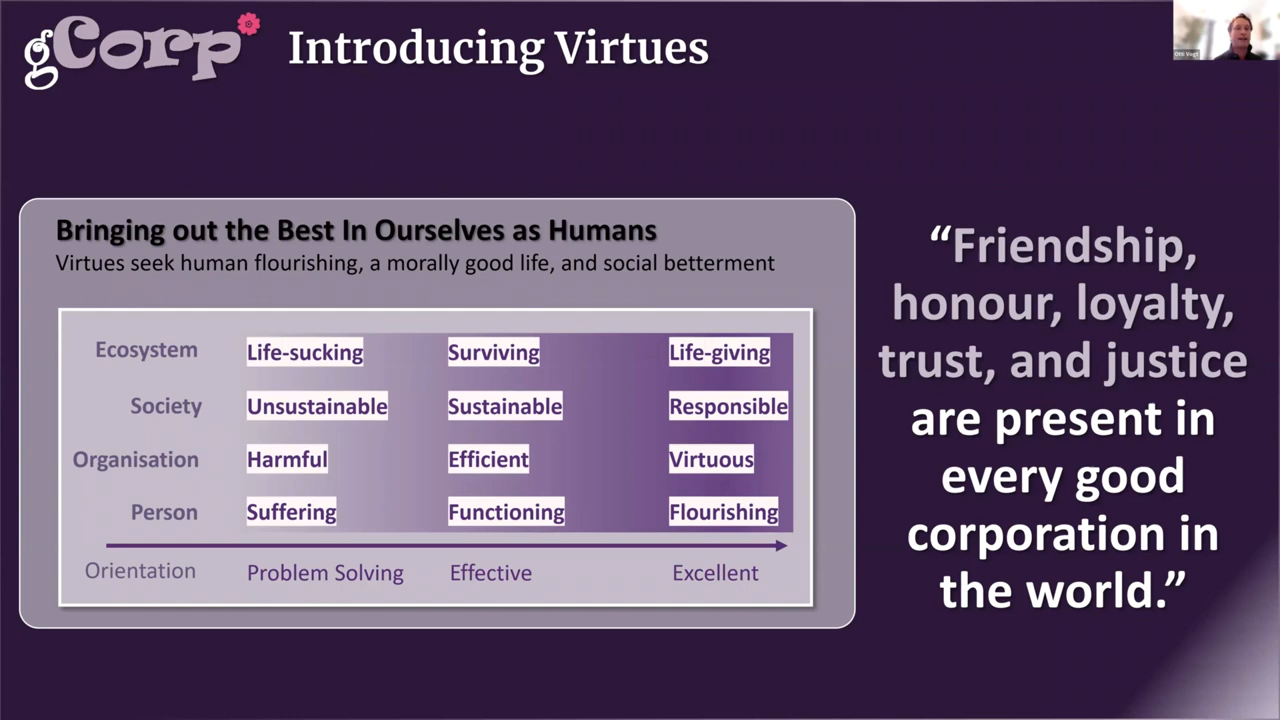 gCorp
Introducing Virtues
Otti Vogt
Bringing out the Best In Ourselves as Humans
Virtues seek human flourishing, a morally good life, and social betterment
Ecosystem Life-sucking Surviving Life-giving
Society Unsustainable Sustainable Responsible
Organisation Harmful Efficient Virtuous
Person Suffering Functioning Flourishing
Orientation Problem Solving Effective Excellent
“Friendship,
honour, loyalty,
trust, and justice
are present in
every good
corporation in
the world.”